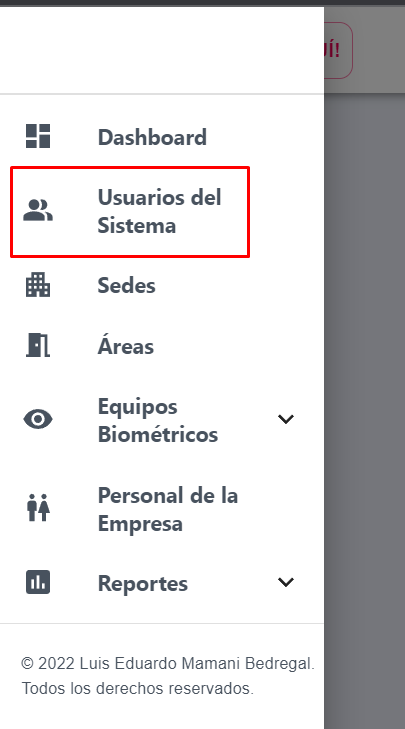 UÍ!
Dashboard
Usuarios del
Sistema
Sedes
Áreas
Equipos
Biométricos
Personal de la
Empresa
Reportes
© 2022 Luis Eduardo Mamani Bedregal.
Todos los derechos reservados.